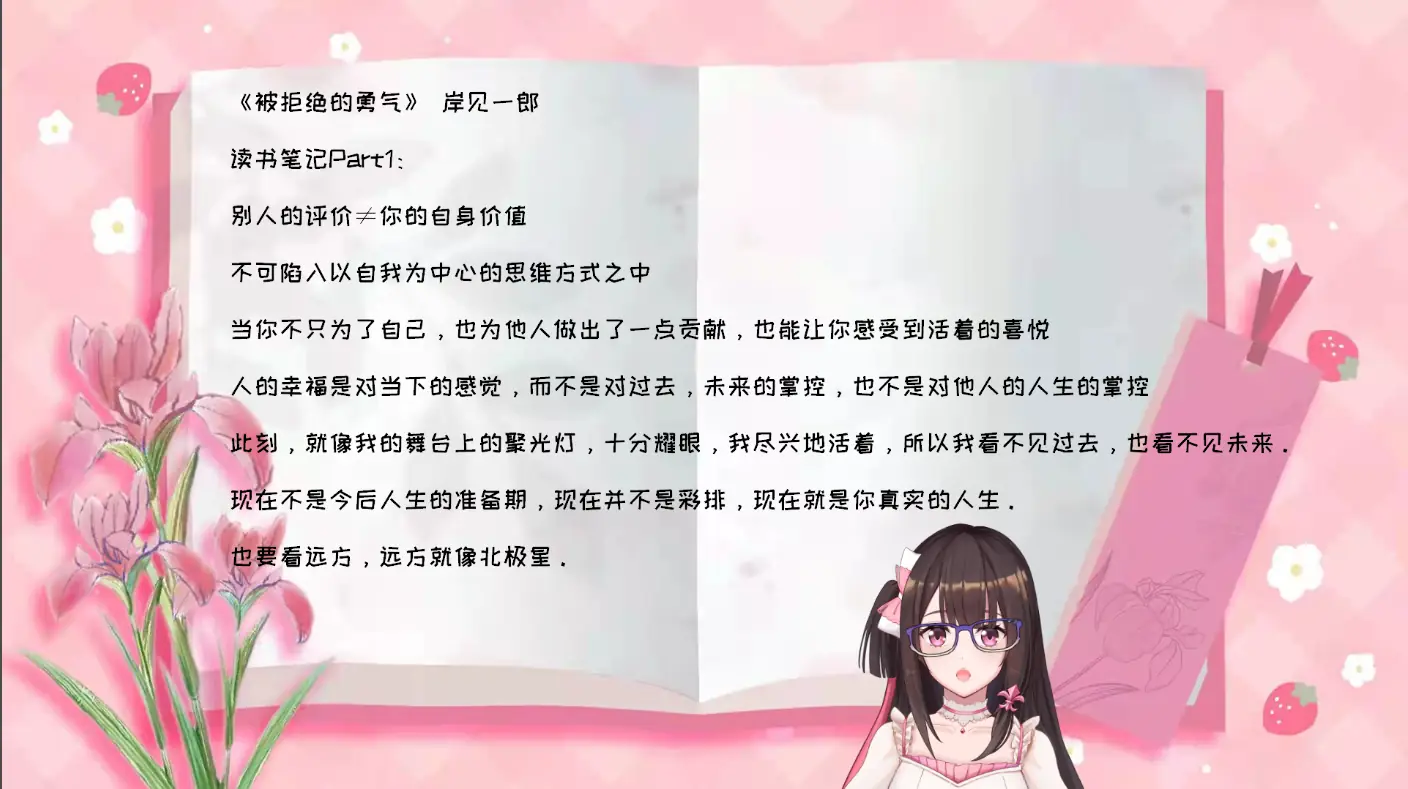 《被拒绝的勇气》 岸见一郎
读书笔记Part1：
别人的评价≠你的自身价值
不可陷入以自我为中心的思维方式之中
当你不只为了自己，也为他人做出了一点贡献，也能让你感受到活着的喜悦
人的幸福是对当下的感觉，而不是对过去，未来的掌控，也不是对他人的人生的掌控
此刻，就像我的舞台上的聚光灯，十分耀眼，我尽兴地活着，所以我看不见过去，也看不见未来．
现在不是今后人生的准备期，现在并不是彩排，现在就是你真实的人生．
也要看远方，远方就像北极星．